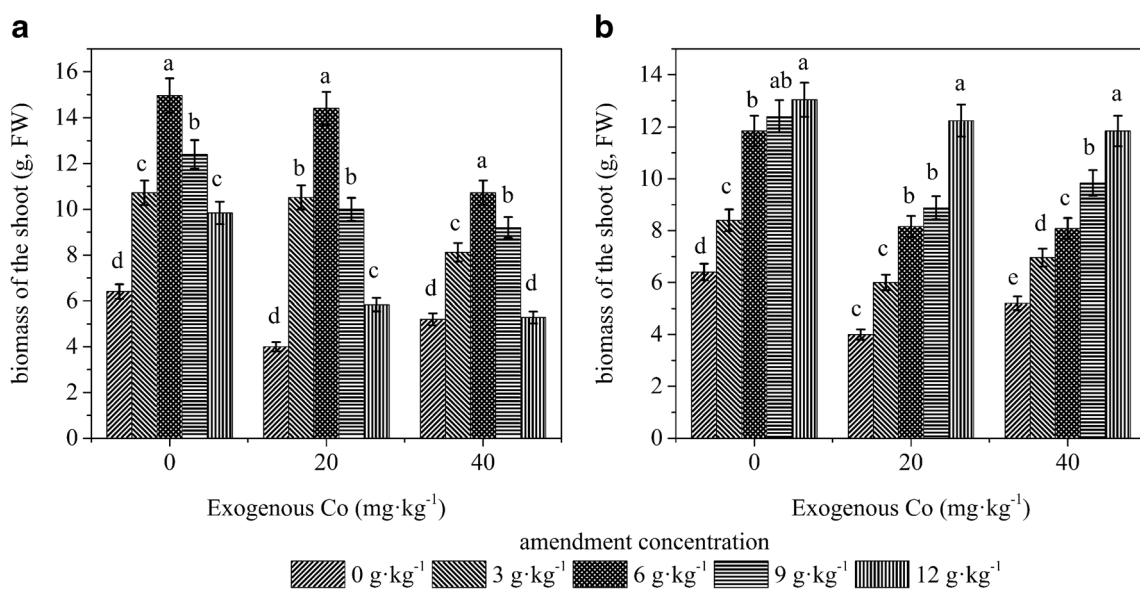 a
biomass of the shoot (g, FW)
16
14
12
10
8
6
4
2
0
d c a b c
d b a b c
d c a b d
0 20 40
Exogenous Co (mg·kg⁻¹)
b
biomass of the shoot (g, FW)
14
12
10
8
6
4
2
0
d c b ab a
d c b b a
e d c b a
0 20 40
Exogenous Co (mg·kg⁻¹)
amendment concentration
0 g·kg⁻¹ 3 g·kg⁻¹ 6 g·kg⁻¹ 9 g·kg⁻¹ 12 g·kg⁻¹